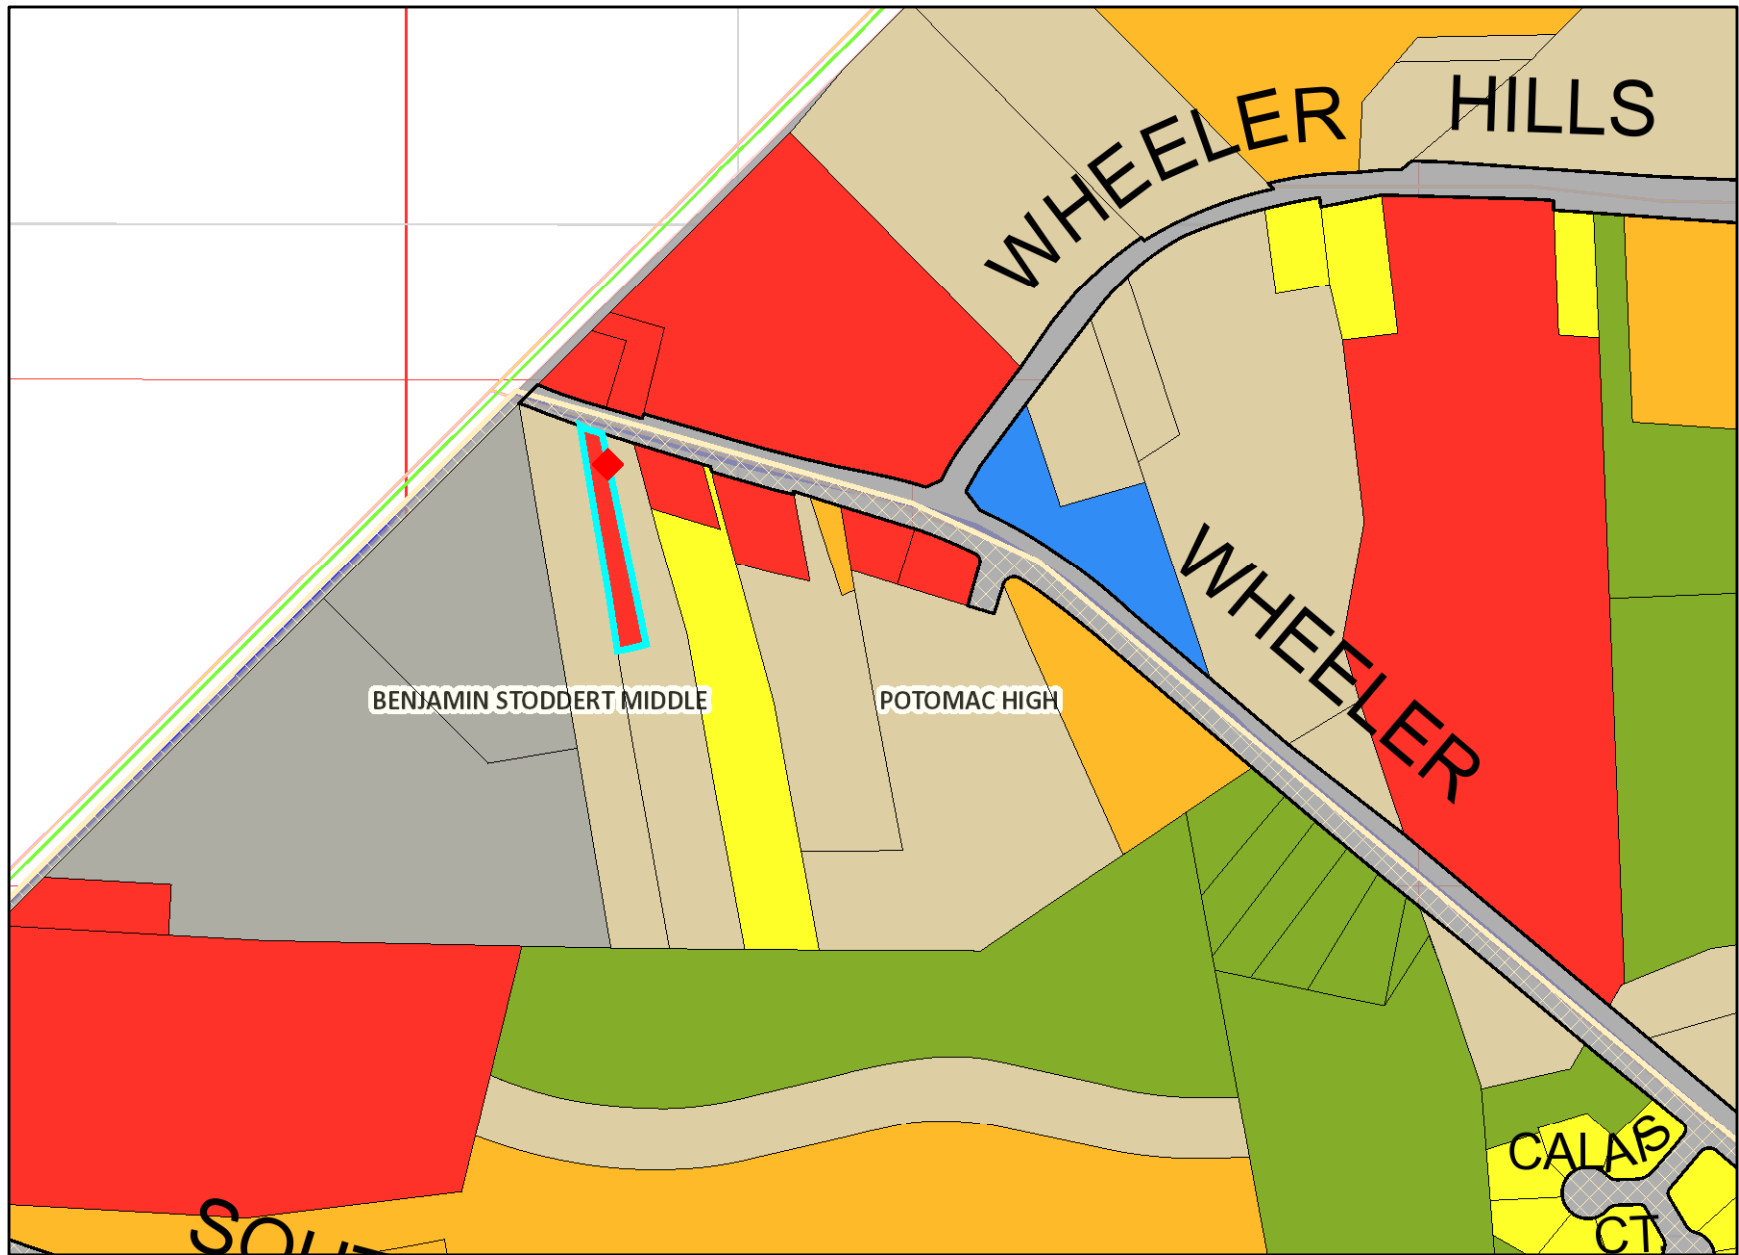 WHEELER
HILLS
WHEELER
BENJAMIN STODDERT MIDDLE
POTOMAC HIGH
CALAIS
CT